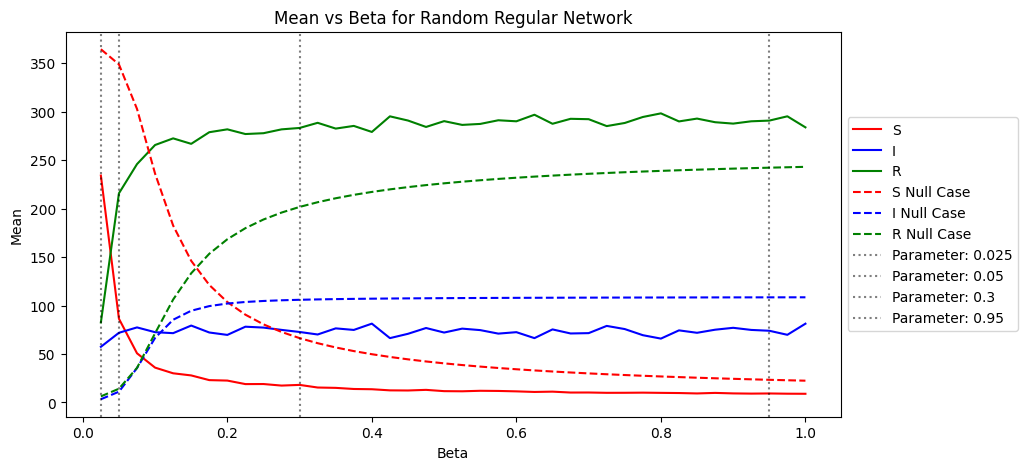 Mean vs Beta for Random Regular Network
Mean
350
300
250
200
150
100
50
0
0.0
0.2
0.4
0.6
0.8
1.0
Beta
S
I
R
S Null Case
I Null Case
R Null Case
Parameter: 0.025
Parameter: 0.05
Parameter: 0.3
Parameter: 0.95